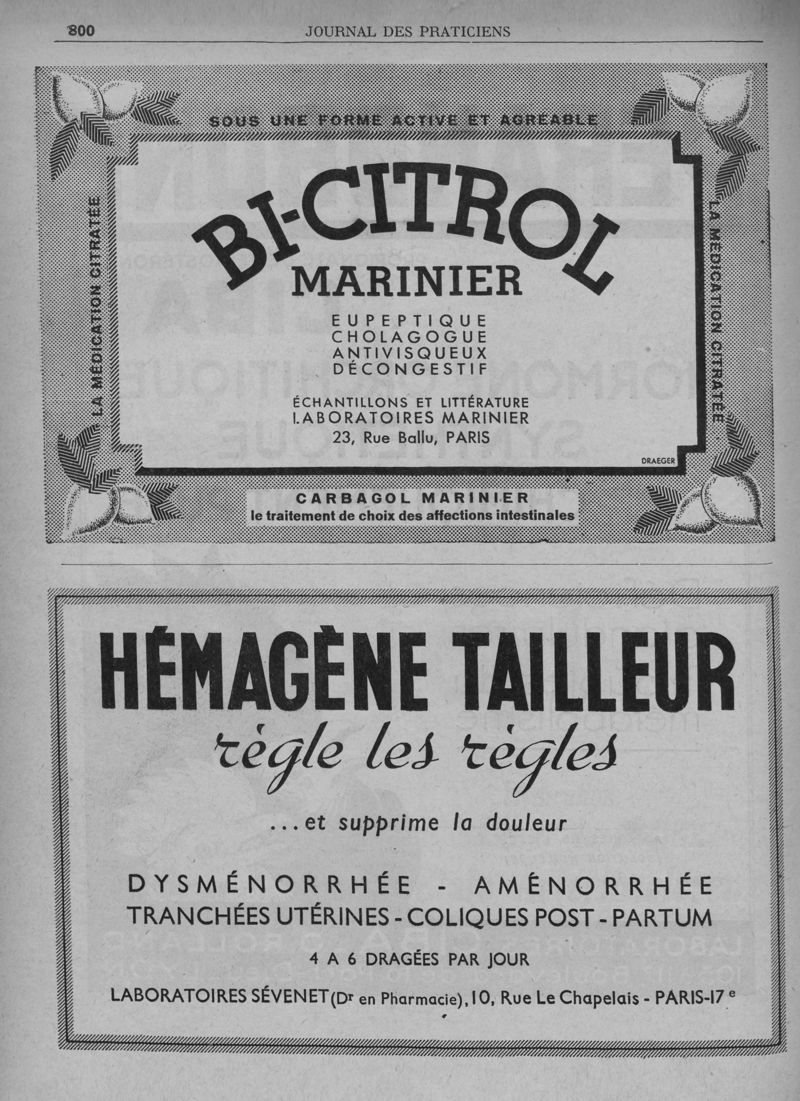 800
JOURNAL DES PRATICIENS
SOUS UNE FORME ACTIVE ET AGRÉABLE
LA MÉDICATION CITRATÉE
BI-CITROL
MARINIER
EUPEPTIQUE
CHOLAGOGUE
ANTIVISQUEUX
DÉCONGESTIF
ÉCHANTILLONS ET LITTÉRATURE
LABORATOIRES MARINIER
23, Rue Ballu, PARIS
DRAEGER
LA MÉDICATION CITRATÉE
CARBAGOL MARINIER
le traitement de choix des affections intestinales
HÉMAGÈNE TAILLEUR
règle les règles
...et supprime la douleur
DYSMÉNORRHÉE - AMÉNORRHÉE
TRANCHÉES UTÉRINES - COLIQUES POST - PARTUM
4 A 6 DRAGÉES PAR JOUR
LABORATOIRES SÉVENET (Dr en Pharmacie), 10, Rue Le Chapelais - PARIS-17e